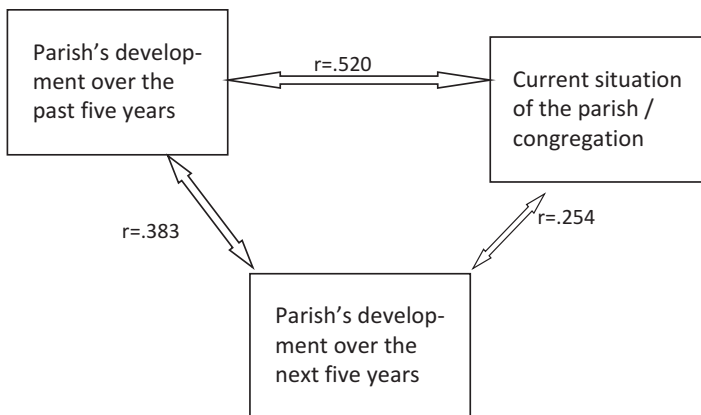 Parish’s develop-
ment over the
past five years
r=.520
Current situation
of the parish /
congregation
r=.383
r=.254
Parish’s develop-
ment over the
next five years